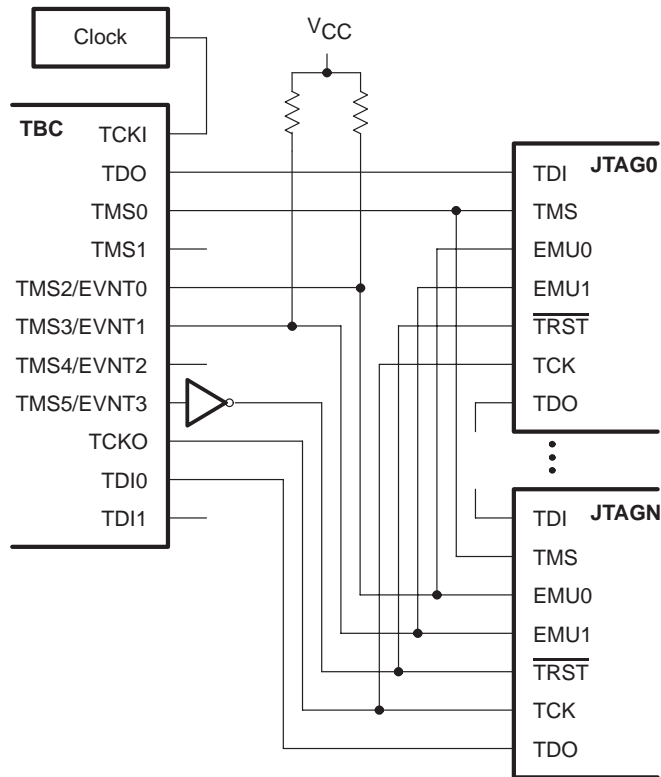 Clock
VCC
TBC
TCKI
TDO
TMS0
TMS1
TMS2/EVNT0
TMS3/EVNT1
TMS4/EVNT2
TMS5/EVNT3
TCKO
TDI0
TDI1
JTAG0
TDI
TMS
EMU0
EMU1
TRST
TCK
TDO
JTAGN
TDI
TMS
EMU0
EMU1
TRST
TCK
TDO